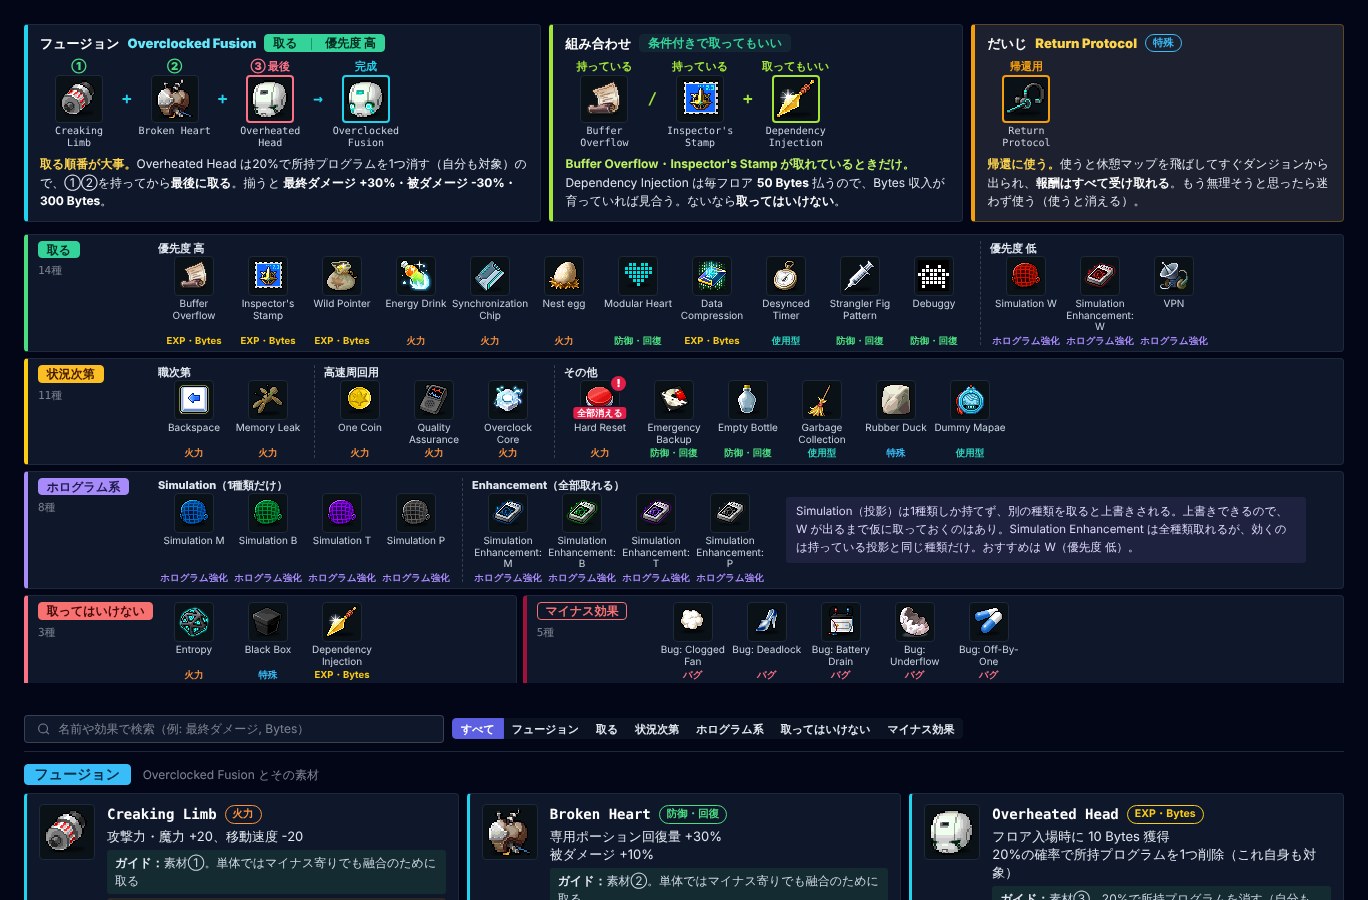 フュージョン Overclocked Fusion 取る | 優先度 高
① ② ③ 最後 完成
+ + →
Creaking Limb
Broken Heart
Overheated Head
Overclocked Fusion
取る順番が大事。Overheated Head は20%で所持プログラムを1つ消す（自分も対象）の
で、①②を持ってから最後に取る。揃うと 最終ダメージ +30%・被ダメージ -30%・
300 Bytes。
組み合わせ 条件付きで取ってもいい
持っている 持っている 取ってもいい
/ +
Buffer Overflow
Inspector's Stamp
Dependency Injection
Buffer Overflow・Inspector's Stamp が取れているときだけ。
Dependency Injection は毎フロア 50 Bytes 払うので、Bytes 収入が
育っていれば見合う。ないなら取ってはいけない。
だいじ Return Protocol 特殊
帰還用
Return Protocol
帰還に使う。使うと休憩マップを飛ばしてすぐダンジョンから
出られ、報酬はすべて受け取れる。もう無理そうと思ったら迷
わず使う（使うと消える）。
取る
14種
優先度 高
Buffer Overflow
EXP・Bytes
Inspector's Stamp
EXP・Bytes
Wild Pointer
EXP・Bytes
Energy Drink
火力
Synchronization Chip
火力
Nest egg
火力
Modular Heart
防御・回復
Data Compression
EXP・Bytes
Desynced Timer
使用型
Strangler Fig Pattern
防御・回復
Debuggy
防御・回復
優先度 低
Simulation W
ホログラム強化
Simulation Enhancement: W
ホログラム強化
VPN
ホログラム強化
状況次第
11種
職次第
Backspace
火力
Memory Leak
火力
高速周回用
One Coin
火力
Quality Assurance
火力
Overclock Core
火力
その他
!
全部消える
Hard Reset
火力
Emergency Backup
防御・回復
Empty Bottle
防御・回復
Garbage Collection
使用型
Rubber Duck
特殊
Dummy Mapae
使用型
ホログラム系
8種
Simulation（1種類だけ）
Simulation M
ホログラム強化
Simulation B
ホログラム強化
Simulation T
ホログラム強化
Simulation P
ホログラム強化
Enhancement（全部取れる）
Simulation Enhancement: M
ホログラム強化
Simulation Enhancement: B
ホログラム強化
Simulation Enhancement: T
ホログラム強化
Simulation Enhancement: P
ホログラム強化
Simulation（投影）は1種類しか持てず、別の種類を取ると上書きされる。上書きできるので、
W が出るまで仮に取っておくのはあり。Simulation Enhancement は全種類取れるが、効くの
は持っている投影と同じ種類だけ。おすすめは W（優先度 低）。
取ってはいけない
3種
Entropy
火力
Black Box
特殊
Dependency Injection
EXP・Bytes
マイナス効果
5種
Bug: Clogged Fan
バグ
Bug: Deadlock
バグ
Bug: Battery Drain
バグ
Bug: Underflow
バグ
Bug: Off-By-One
バグ
名前や効果で検索（例: 最終ダメージ, Bytes）
すべて フュージョン 取る 状況次第 ホログラム系 取ってはいけない マイナス効果
フュージョン Overclocked Fusion とその素材
Creaking Limb 火力
攻撃力・魔力 +20、移動速度 -20
ガイド：素材①。単体ではマイナス寄りでも融合のために
取る
Broken Heart 防御・回復
専用ポーション回復量 +30%
被ダメージ +10%
ガイド：素材②。単体ではマイナス寄りでも融合のために
取る
Overheated Head EXP・Bytes
フロア入場時に 10 Bytes 獲得
20%の確率で所持プログラムを1つ削除（これ自身も対
象）
ガイド：素材③。20%で所持プログラムを消す（自分も